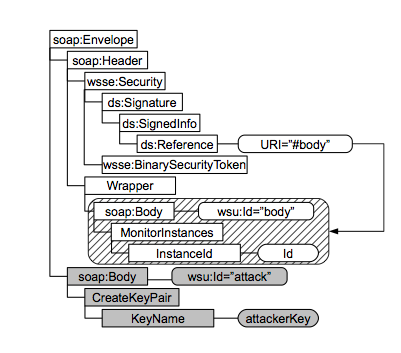 soap:Envelope
soap:Header
wsse:Security
ds:Signature
ds:SignedInfo
ds:Reference URI="#body"
wsse:BinarySecurityToken
Wrapper
soap:Body wsu:Id="body"
MonitorInstances
InstanceId Id
soap:Body wsu:Id="attack"
CreateKeyPair
KeyName attackerKey